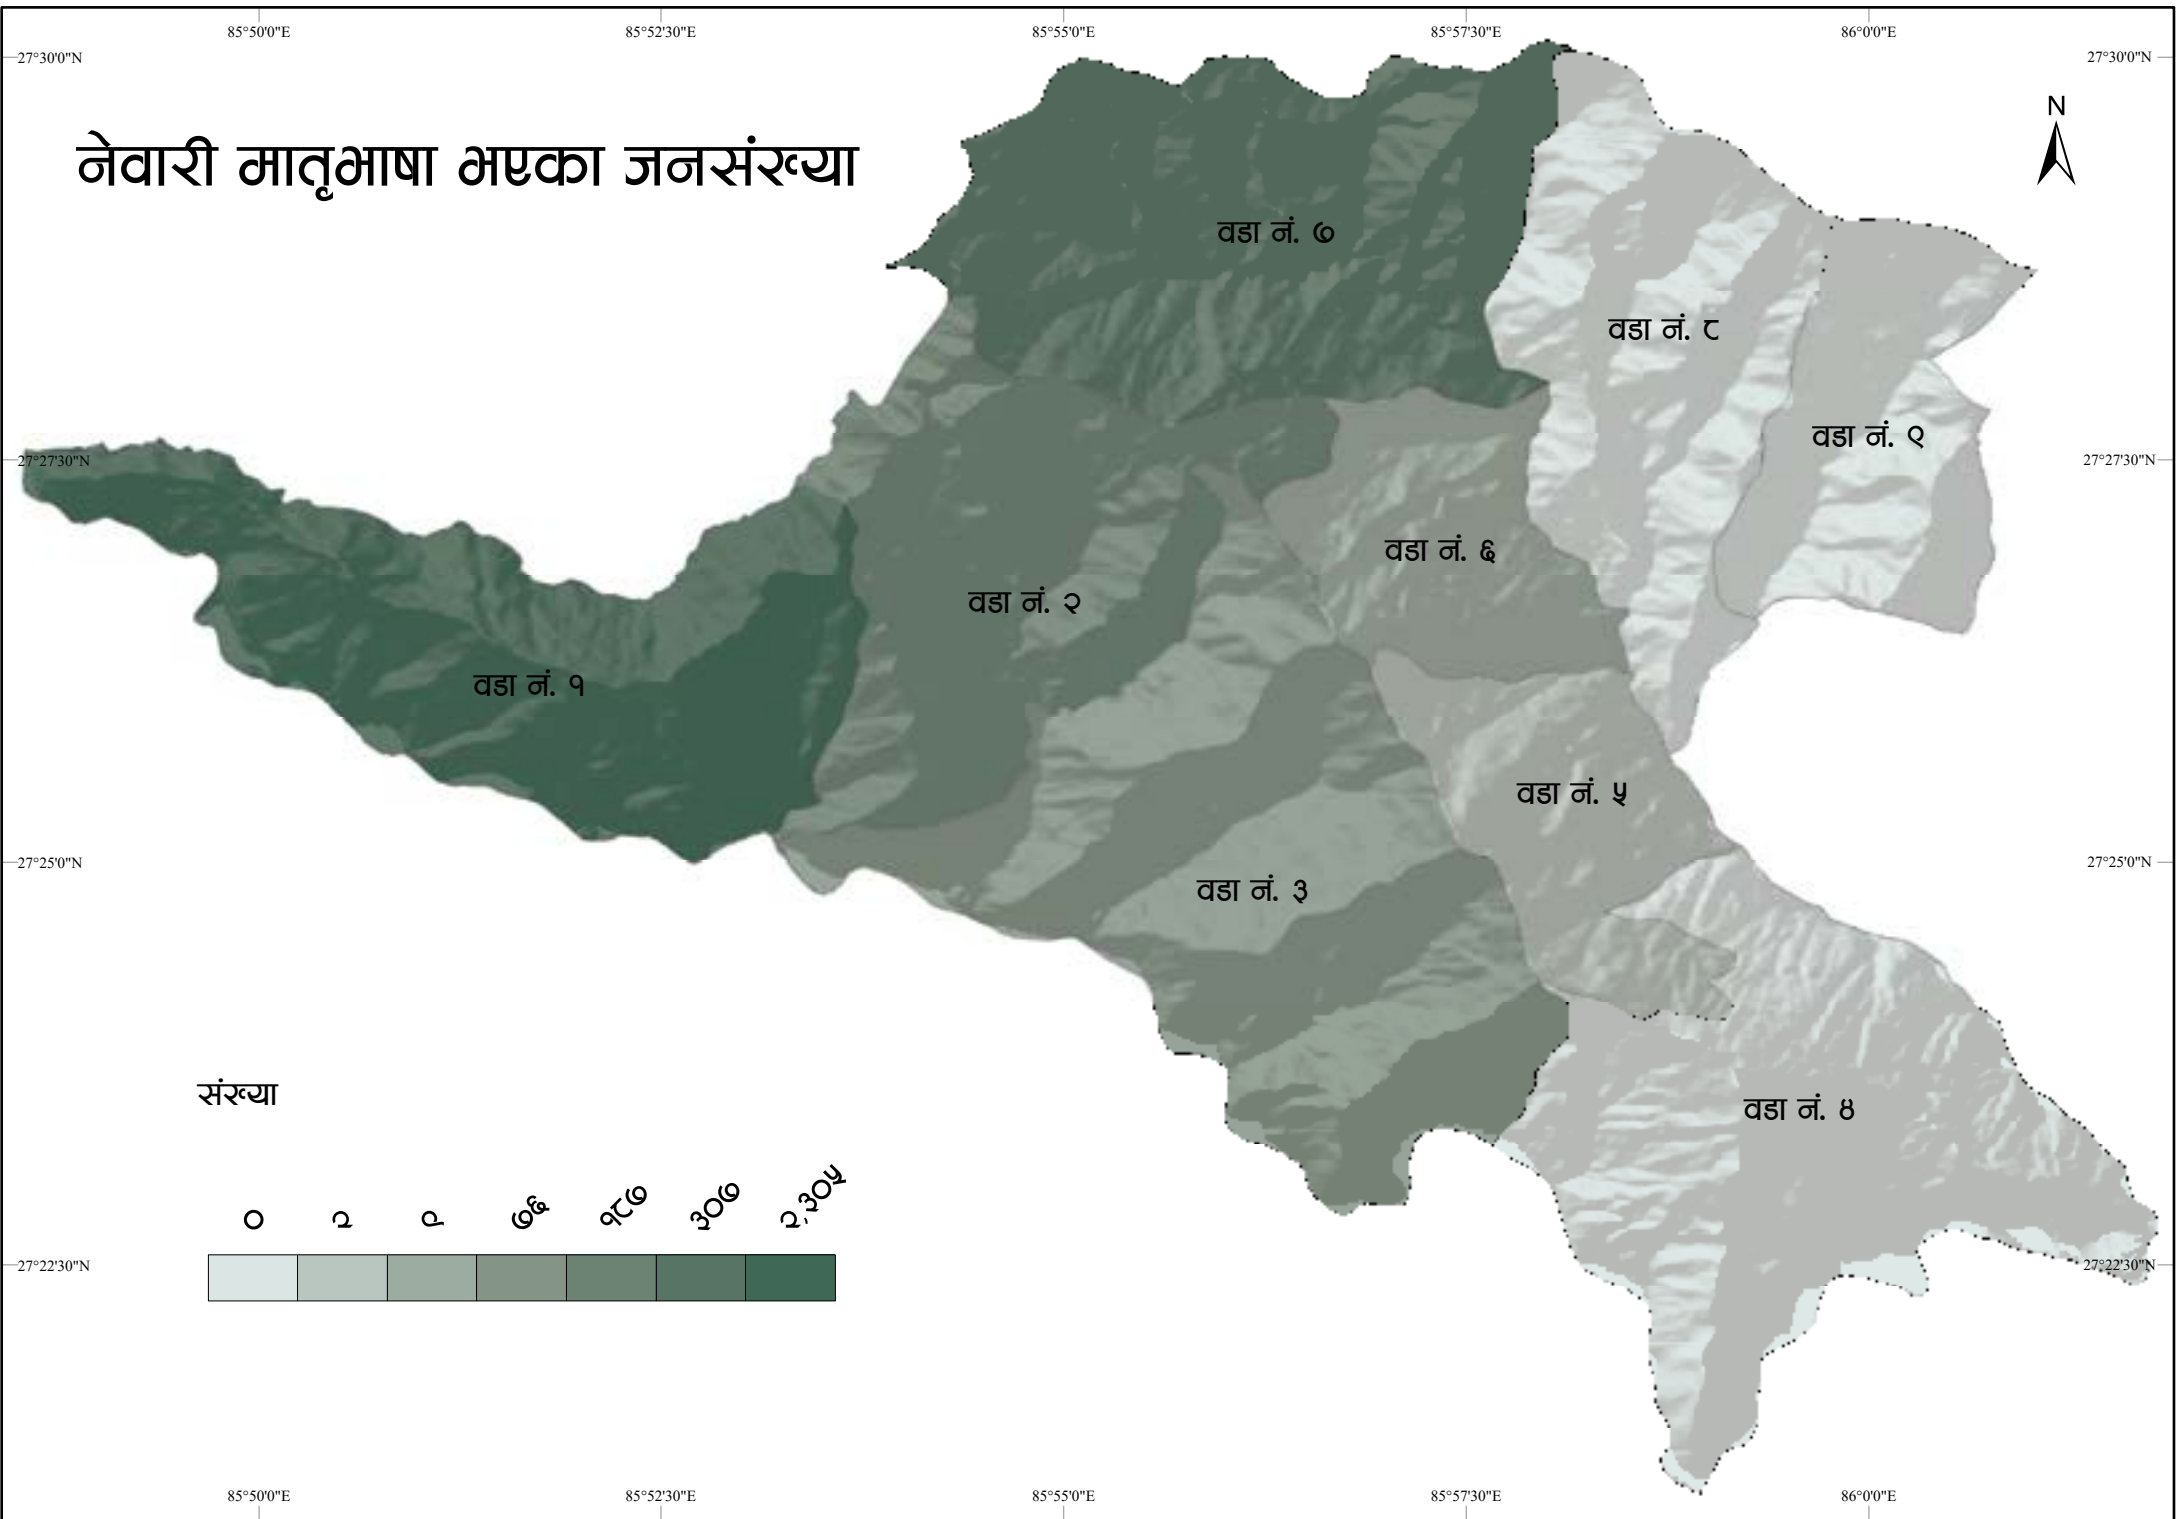 85°50'0"E 85°52'30"E 85°55'0"E 85°57'30"E 86°0'0"E
27°30'0"N 27°30'0"N
N
नेवारी मातृभाषा भएका जनसंख्या
वडा नं. ७
वडा नं. ८
वडा नं. ९
27°27'30"N 27°27'30"N
वडा नं. ६
वडा नं. २
वडा नं. १
वडा नं. ५
27°25'0"N 27°25'0"N
वडा नं. ३
संख्या
वडा नं. ४
० २ ९ ७६ १८७ ३०७ २,३०५
27°22'30"N 27°22'30"N
85°50'0"E 85°52'30"E 85°55'0"E 85°57'30"E 86°0'0"E